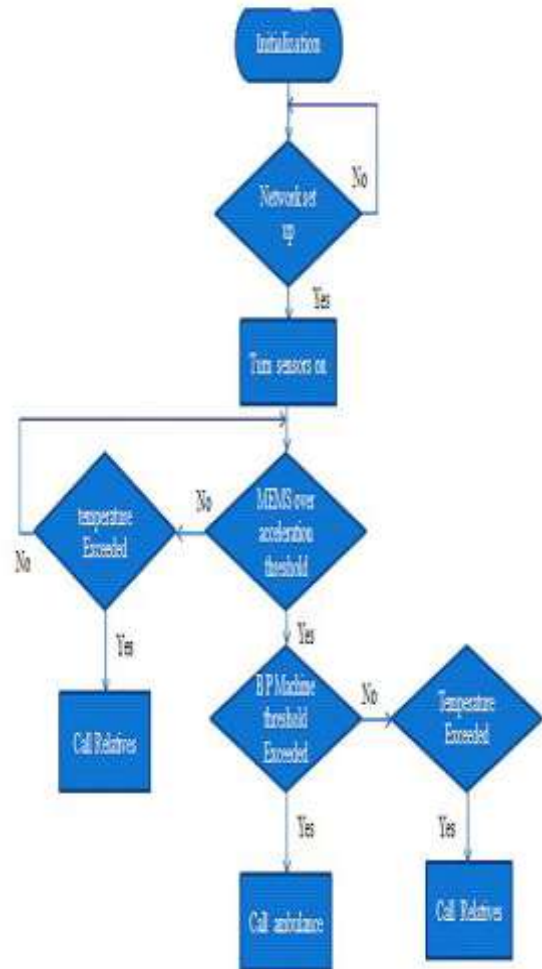 Initialization
No
Network set
up
Yes
Turn sensors on
No
MEMS over
acceleration
threshold
temperature
Exceeded
No
Yes
Yes
Call Relatives
B P Machine
threshold
Exceeded
No
Temperature
Exceeded
Yes
Yes
Call ambulance
Call Relatives